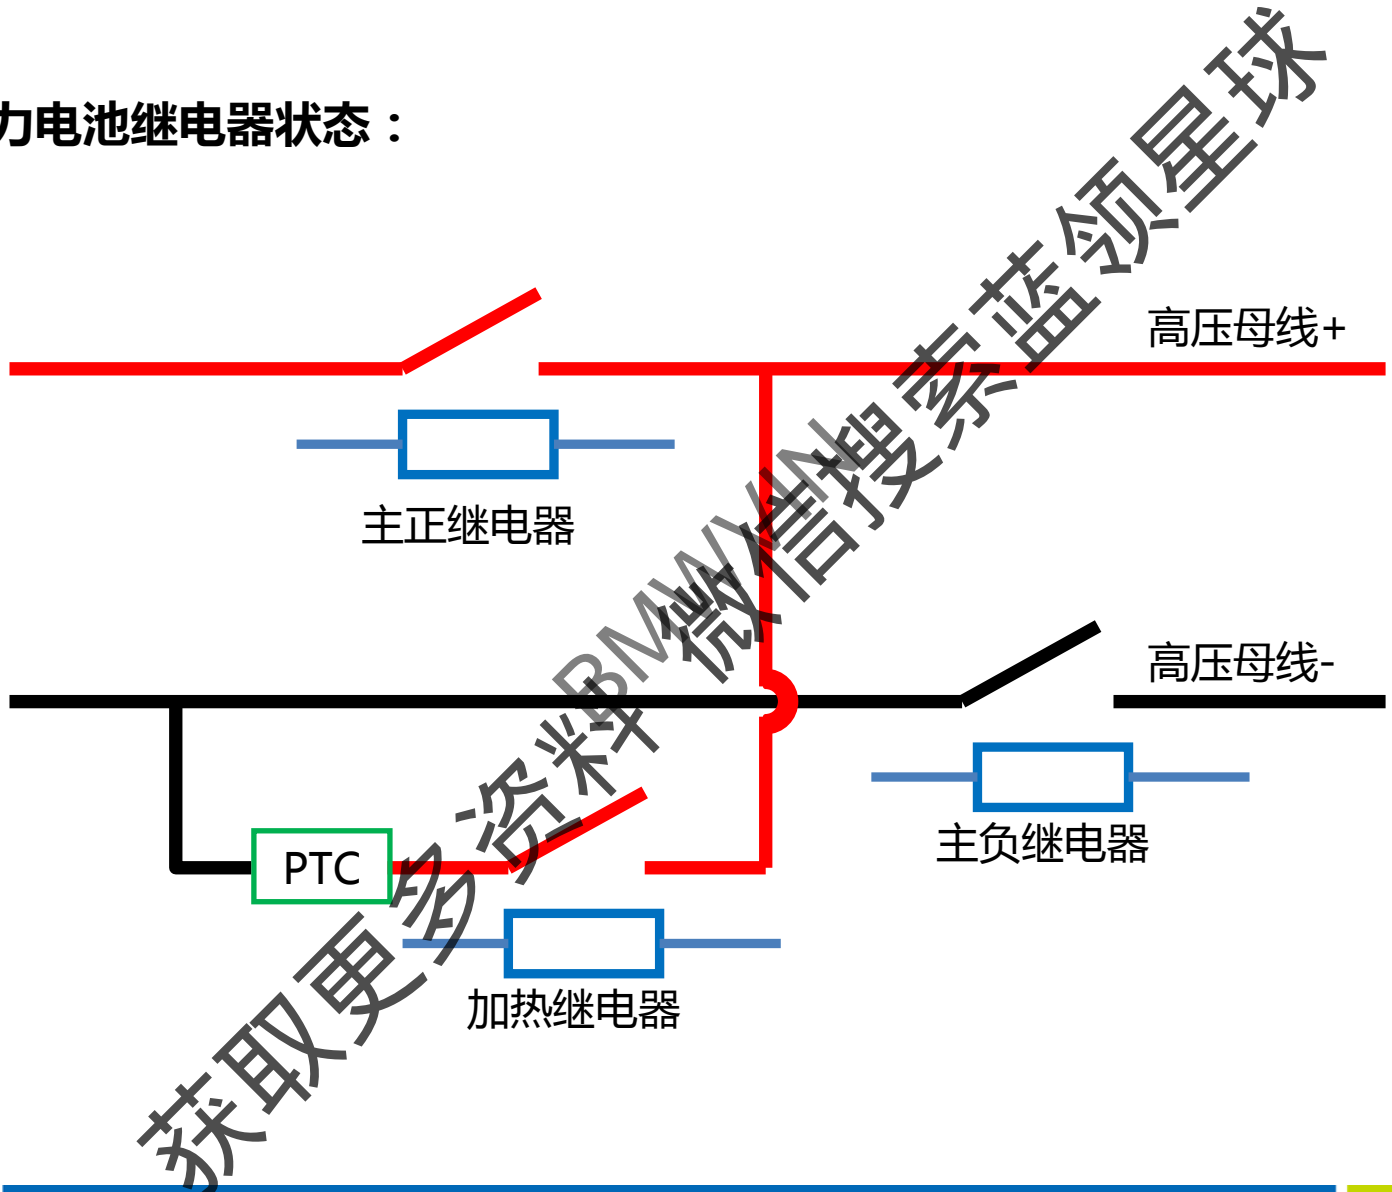 力电池继电器状态：
高压母线+
主正继电器
高压母线-
主负继电器
PTC
加热继电器
获取更多资料 微信搜索蓝领星球
BMWVIN